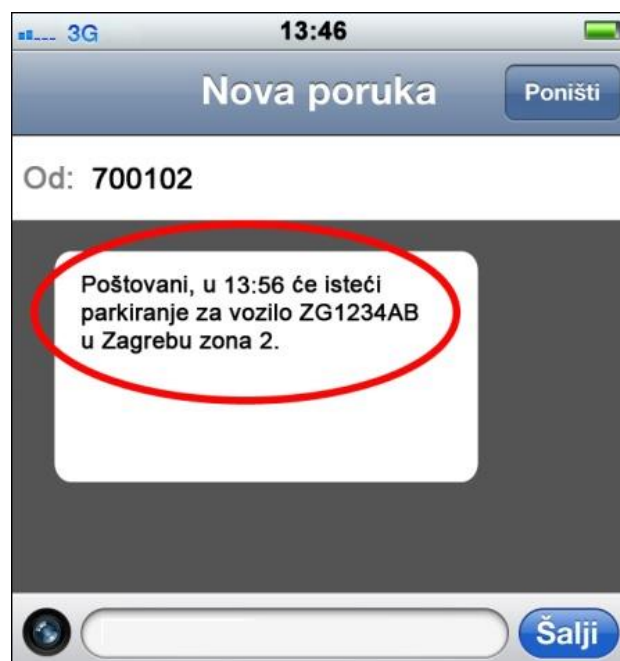 3G 13:46
Nova poruka Poništi
Od: 700102
Poštovani, u 13:56 će isteći
parkiranje za vozilo ZG1234AB
u Zagrebu zona 2.
Šalji